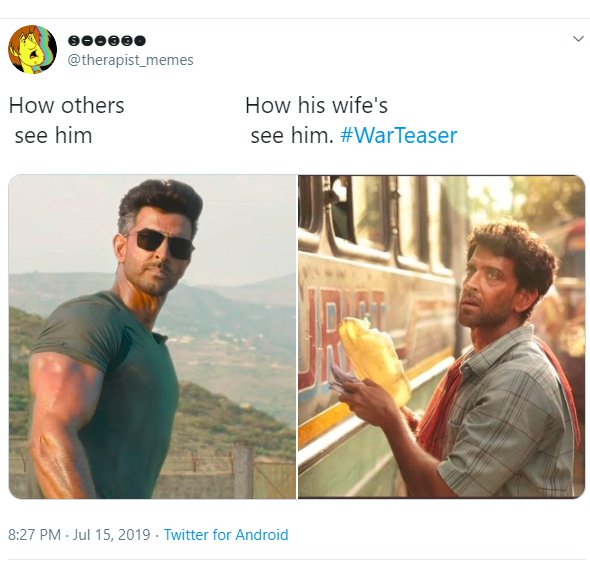 🅢🅔🅐🅖🅞🅞
@therapist_memes
How others How his wife's
see him see him. #WarTeaser
8:27 PM · Jul 15, 2019 · Twitter for Android